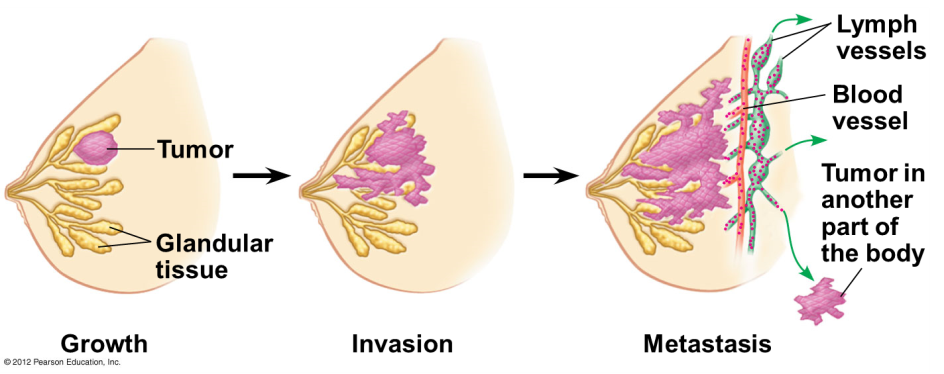 Lymph
vessels
Blood
vessel
Tumor
Tumor in
another
part of
the body
Glandular
tissue
Growth
Invasion
Metastasis
© 2012 Pearson Education, Inc.